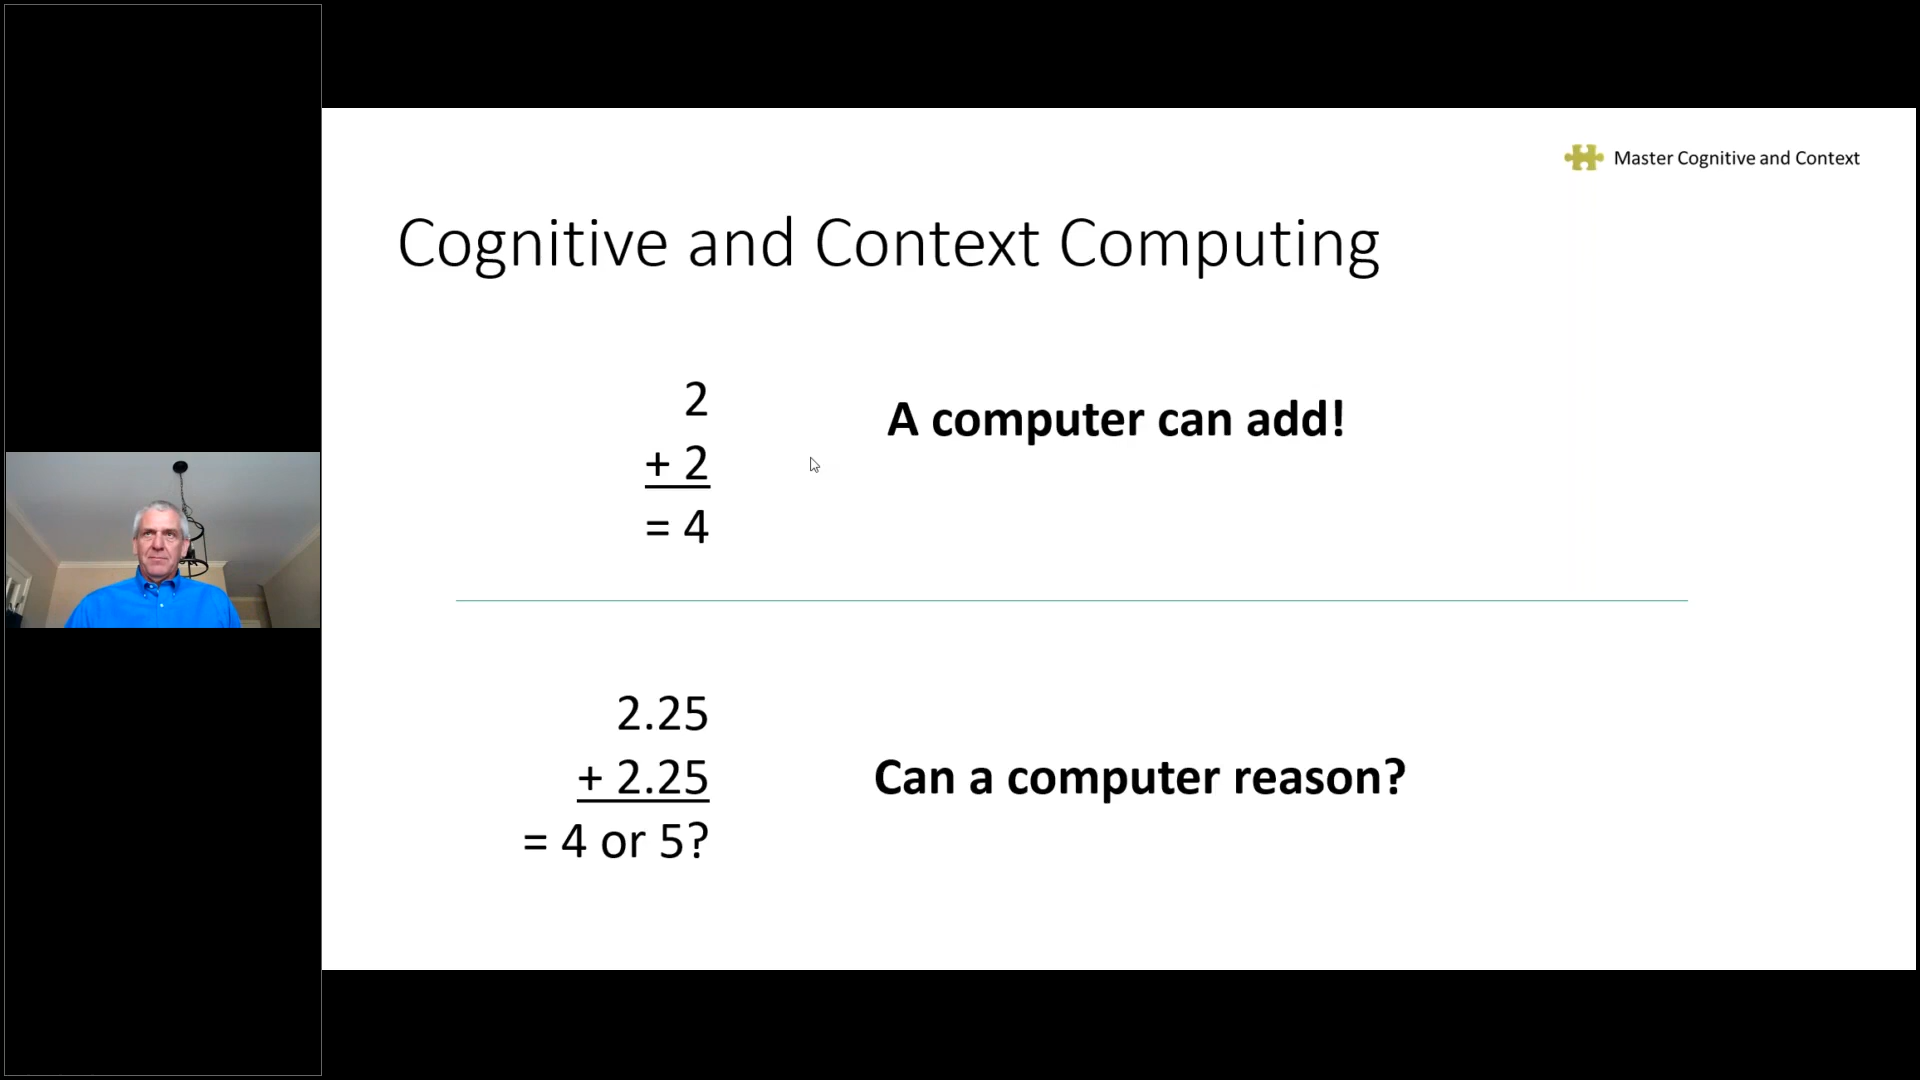 Master Cognitive and Context
Cognitive and Context Computing
2
+ 2
= 4
A computer can add!
2.25
+ 2.25
= 4 or 5?
Can a computer reason?